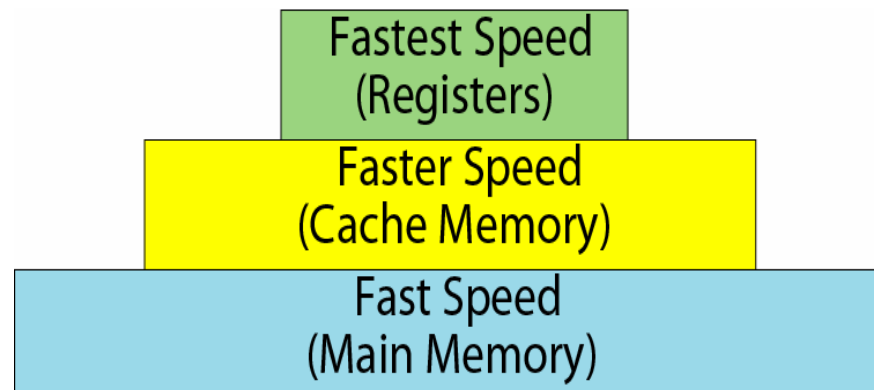 Fastest Speed
(Registers)
Faster Speed
(Cache Memory)
Fast Speed
(Main Memory)